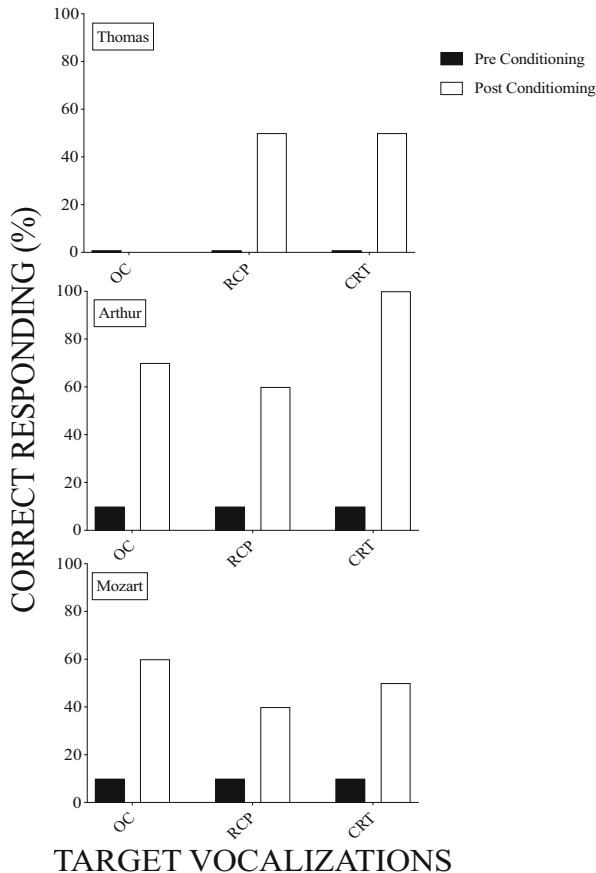 CORRECT RESPONDING (%)
Thomas
100
80
60
40
20
0
OC
RCP
CRT
Pre Conditioning
Post Conditioming
Arthur
100
80
60
40
20
0
OC
RCP
CRT
Mozart
100
80
60
40
20
0
OC
RCP
CRT
TARGET VOCALIZATIONS